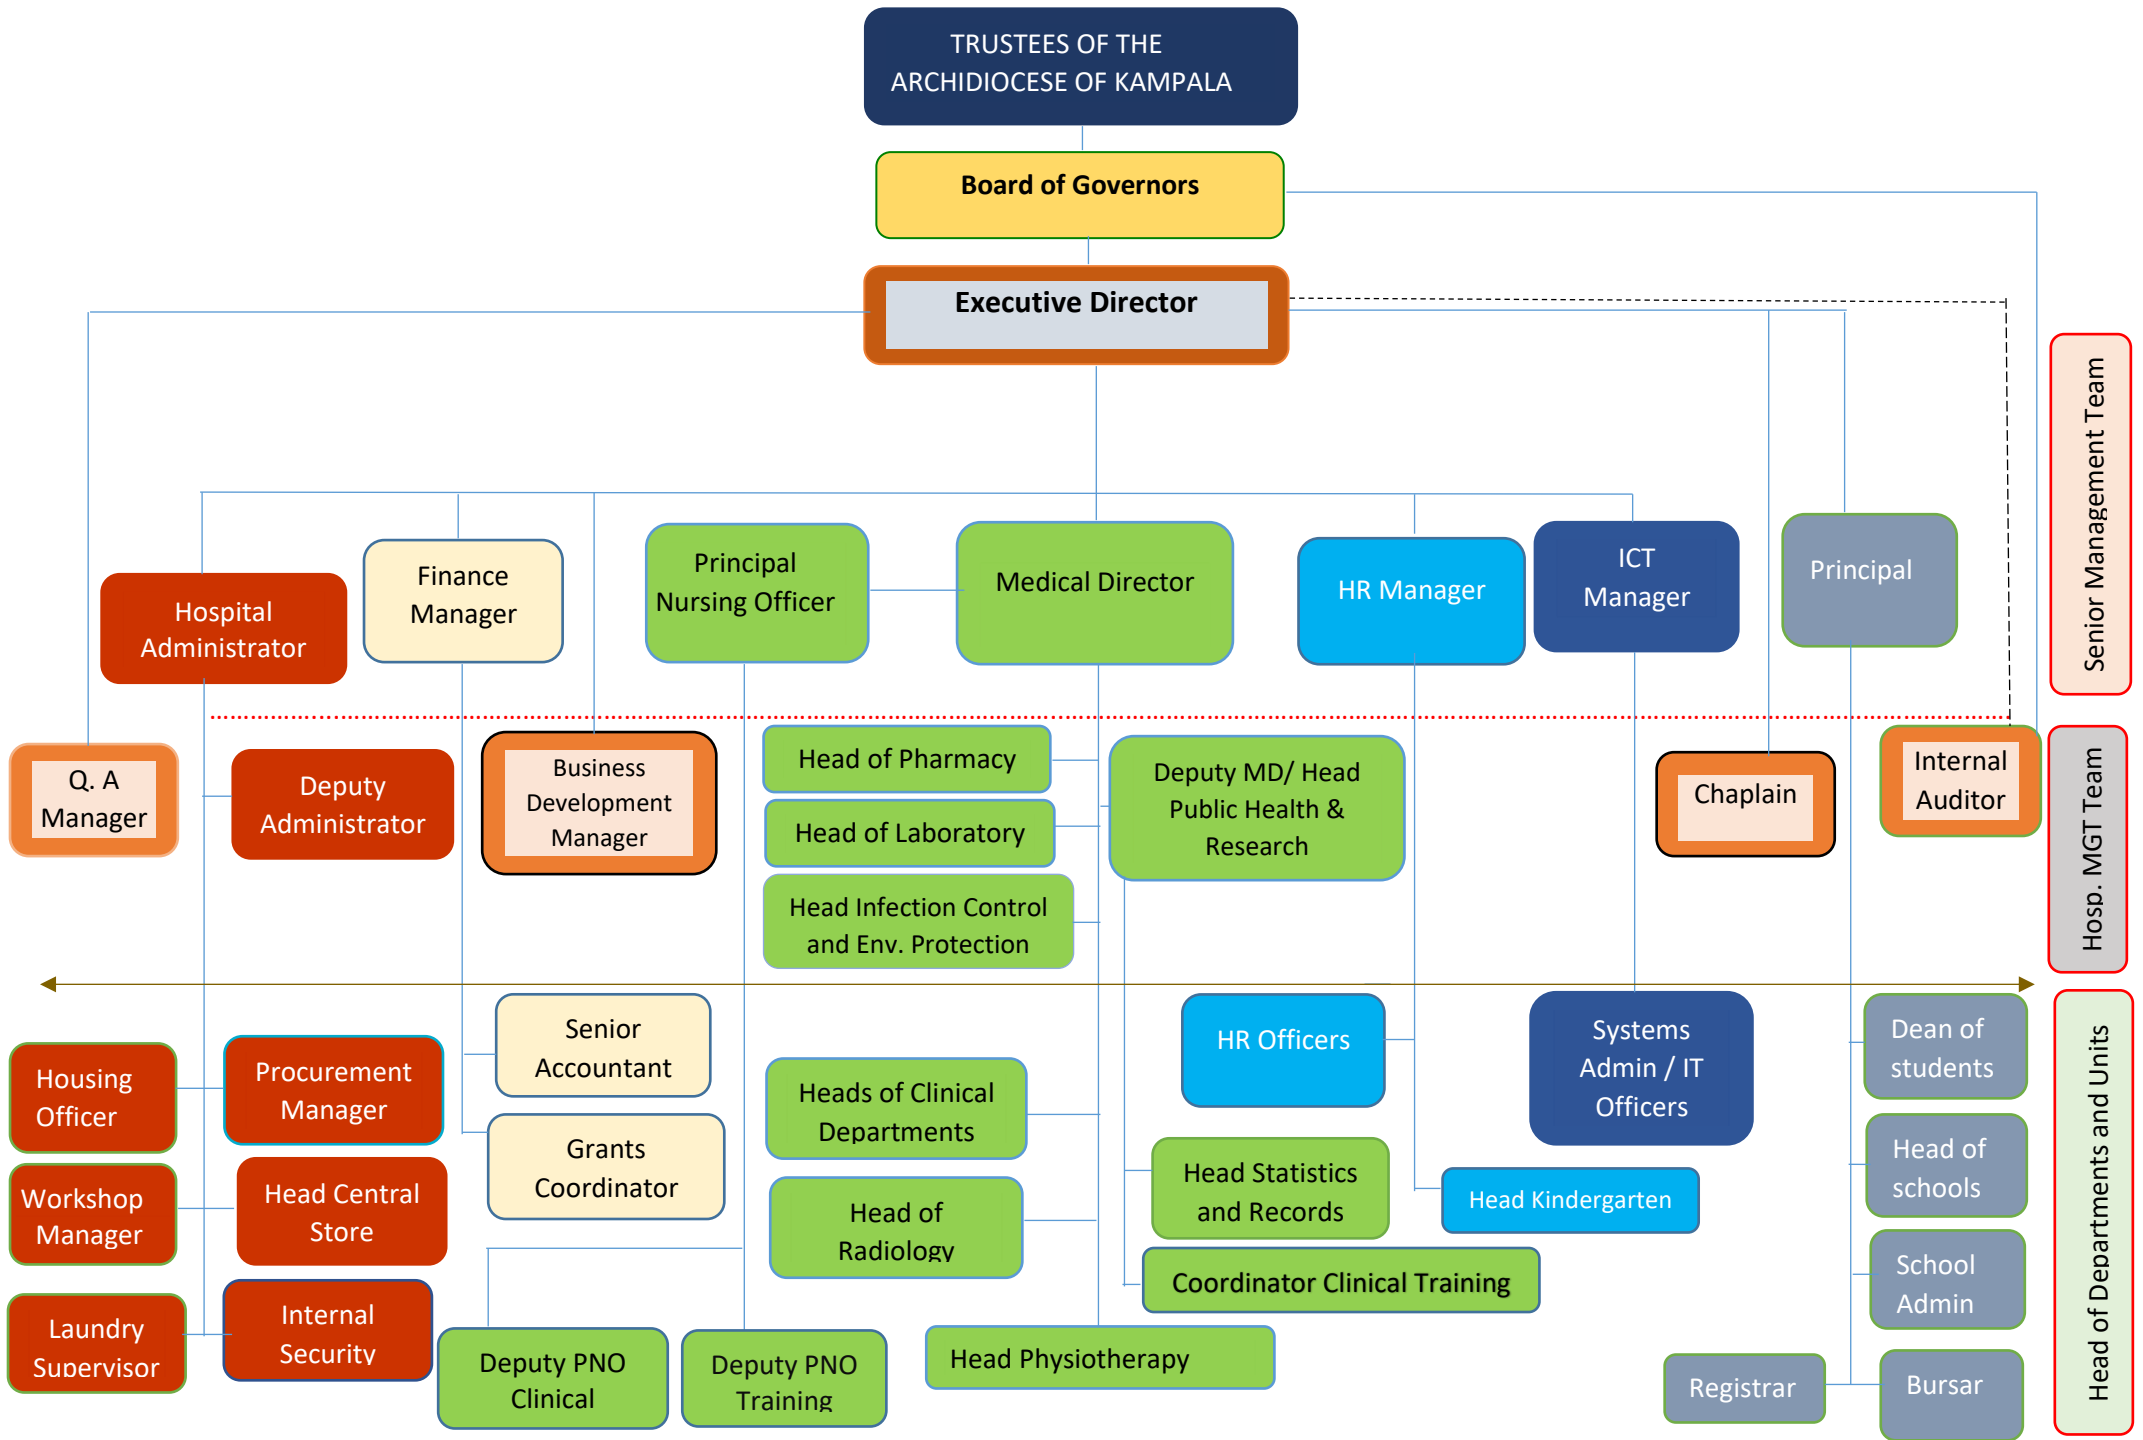 TRUSTEES OF THE
ARCHIDIOCESE OF KAMPALA
Board of Governors
Executive Director
Senior Management Team
Hospital
Administrator
Finance
Manager
Principal
Nursing Officer
Medical Director
HR Manager
ICT
Manager
Principal
Hosp. MGT Team
Q. A
Manager
Deputy
Administrator
Business
Development
Manager
Head of Pharmacy
Head of Laboratory
Head Infection Control
and Env. Protection
Deputy MD/ Head
Public Health &
Research
Chaplain
Internal
Auditor
Head of Departments and Units
Housing
Officer
Procurement
Manager
Workshop
Manager
Head Central
Store
Laundry
Supervisor
Internal
Security
Senior
Accountant
Grants
Coordinator
Deputy PNO
Clinical
Deputy PNO
Training
Heads of Clinical
Departments
Head of
Radiology
Head Physiotherapy
HR Officers
Head Statistics
and Records
Coordinator Clinical Training
Head Kindergarten
Systems
Admin / IT
Officers
Dean of
students
Head of
schools
School
Admin
Registrar
Bursar